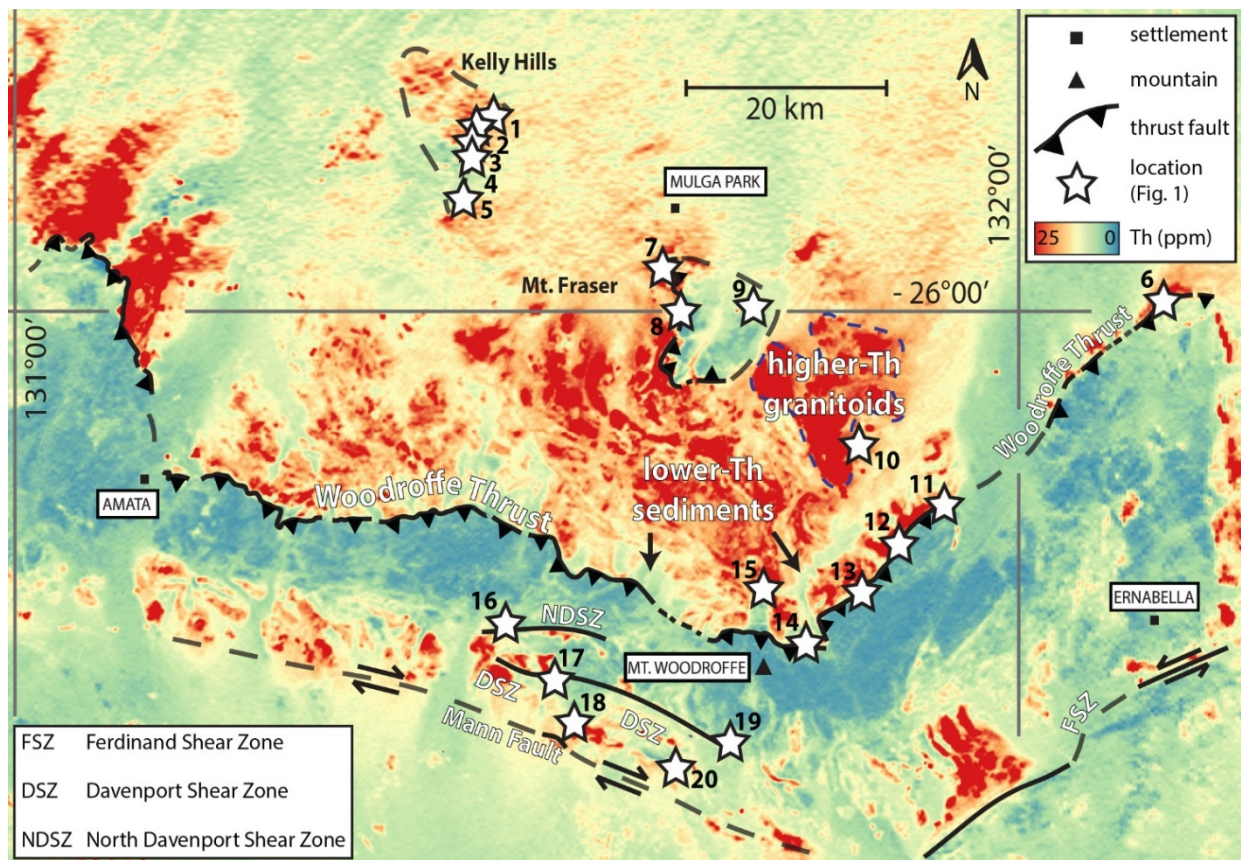 Kelly Hills
1
2
3
4
5
N
20 km
settlement
mountain
thrust fault
location
(Fig. 1)
25 0 Th (ppm)
MULGA PARK
132°00'
7
Mt. Fraser
8
9
- 26°00'
6
131°00'
higher-Th
granitoids
10
Woodroffe Thrust
AMATA
Woodroffe Thrust
lower-Th
sediments
11
12
13
14
15
16
NDSZ
ERNABELLA
MT. WOODROFFE
17
DSZ
18
DSZ
19
Mann Fault
20
FSZ
FSZ Ferdinand Shear Zone
DSZ Davenport Shear Zone
NDSZ North Davenport Shear Zone